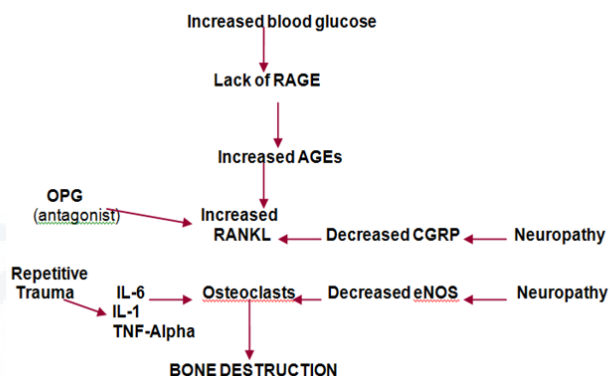 Increased blood glucose
Lack of RAGE
Increased AGEs
OPG
(antagonist)
Increased
RANKL
Decreased CGRP
Neuropathy
Repetitive
Trauma
IL-6
IL-1
TNF-Alpha
Osteoclasts
Decreased eNOS
Neuropathy
BONE DESTRUCTION